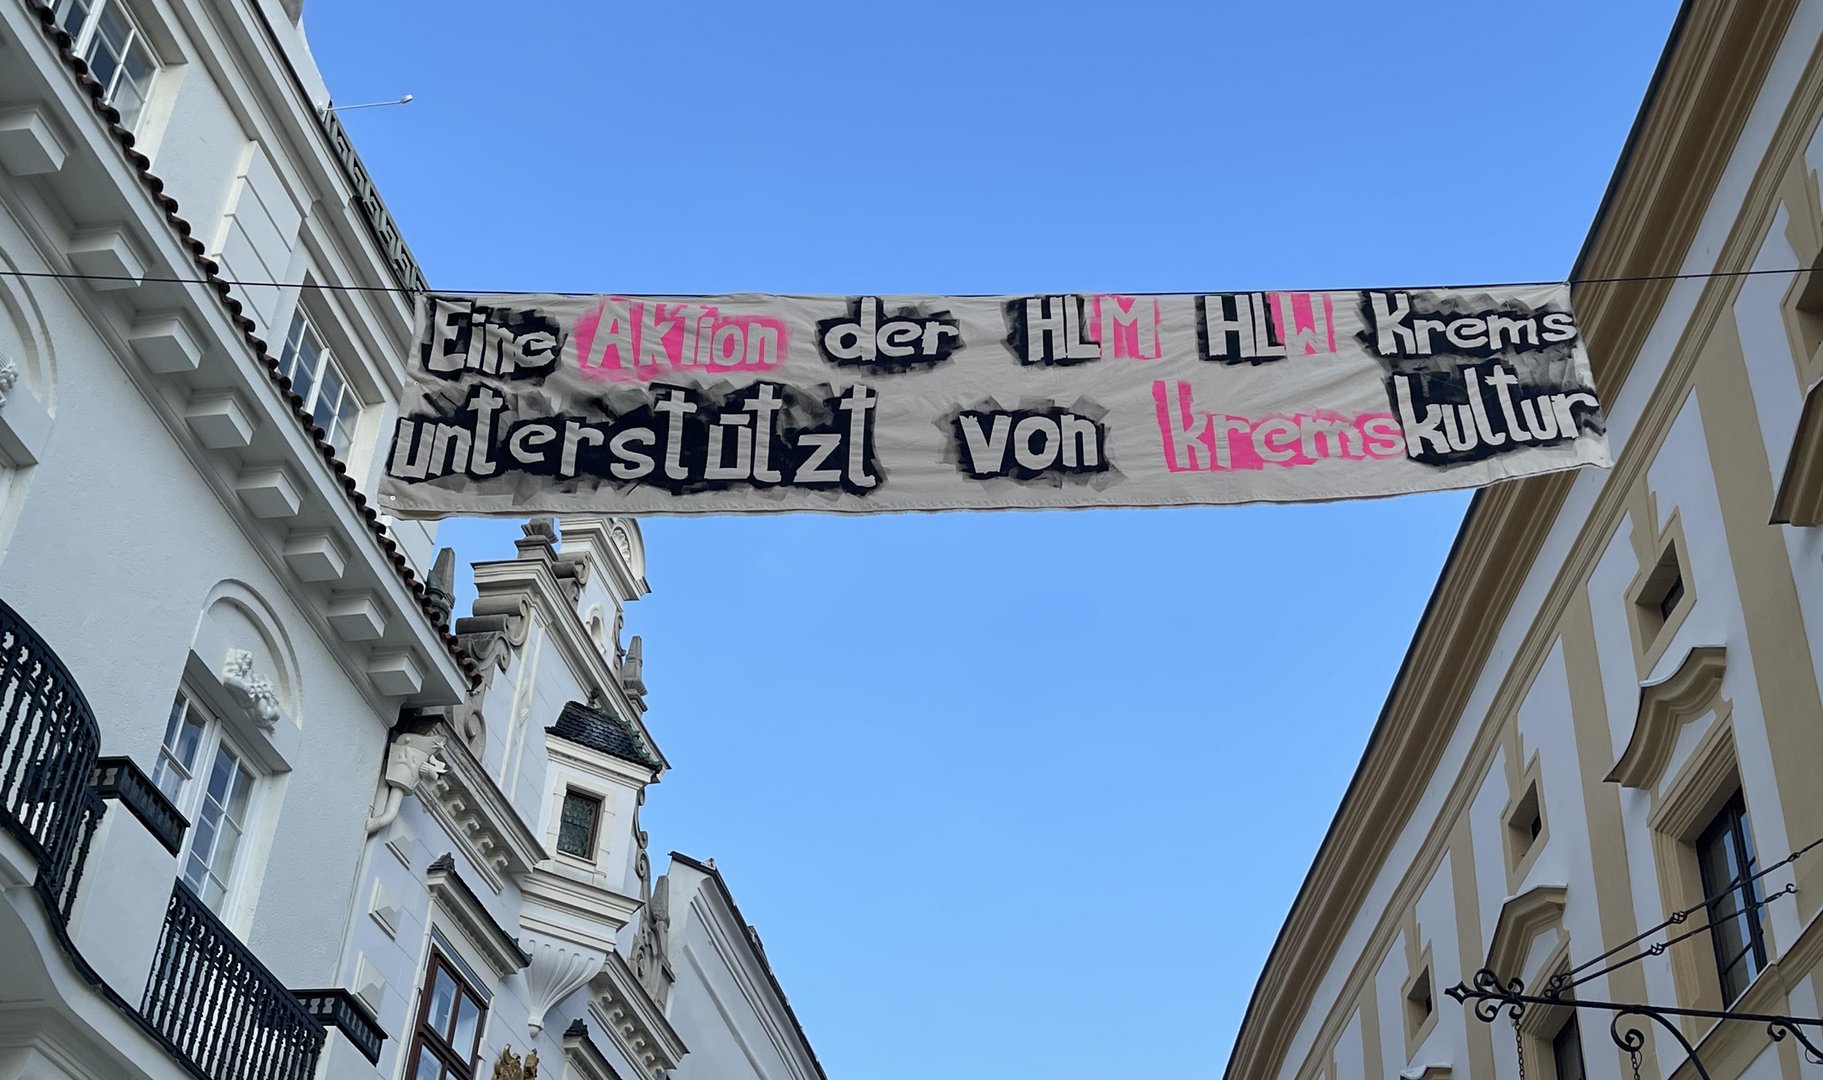 Eine Aktion der HLM HLW Krems
unterstützt von kremskultur